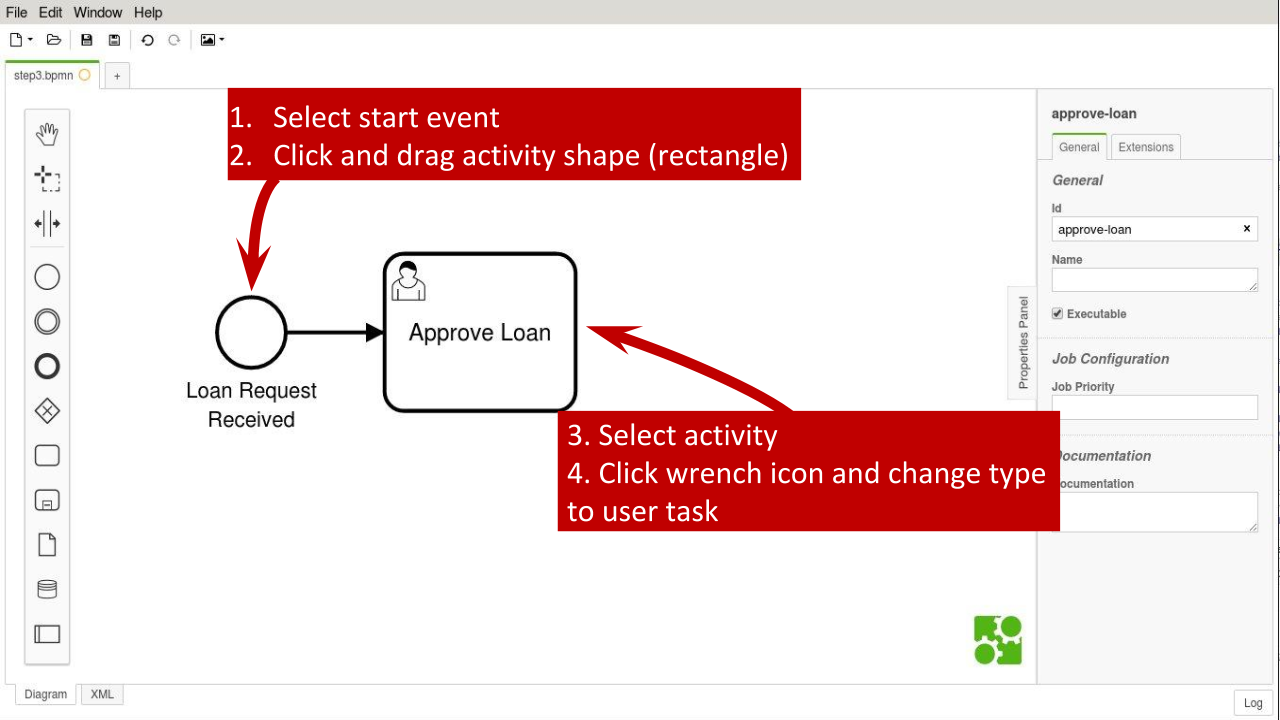 File Edit Window Help
step3.bpmn
+
1. Select start event
2. Click and drag activity shape (rectangle)
Approve Loan
Loan Request
Received
3. Select activity
4. Click wrench icon and change type
to user task
Properties Panel
approve-loan
General Extensions
General
Id
approve-loan ×
Name
Executable
Job Configuration
Job Priority
ocumentation
ocumentation
Diagram XML
Log